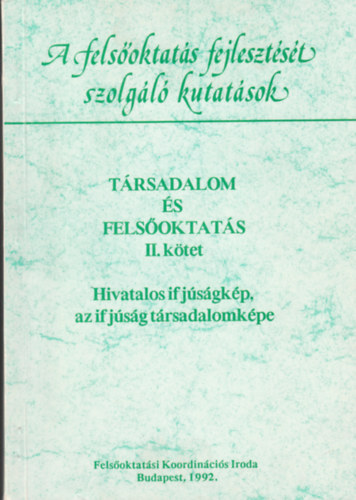 A felsőoktatás fejlesztését
szolgáló kutatások
TÁRSADALOM
ÉS
FELSŐOKTATÁS
II. kötet
Hivatalos ifjúságkép,
az ifjúság társadalomképe
Felsőoktatási Koordinációs Iroda
Budapest, 1992.